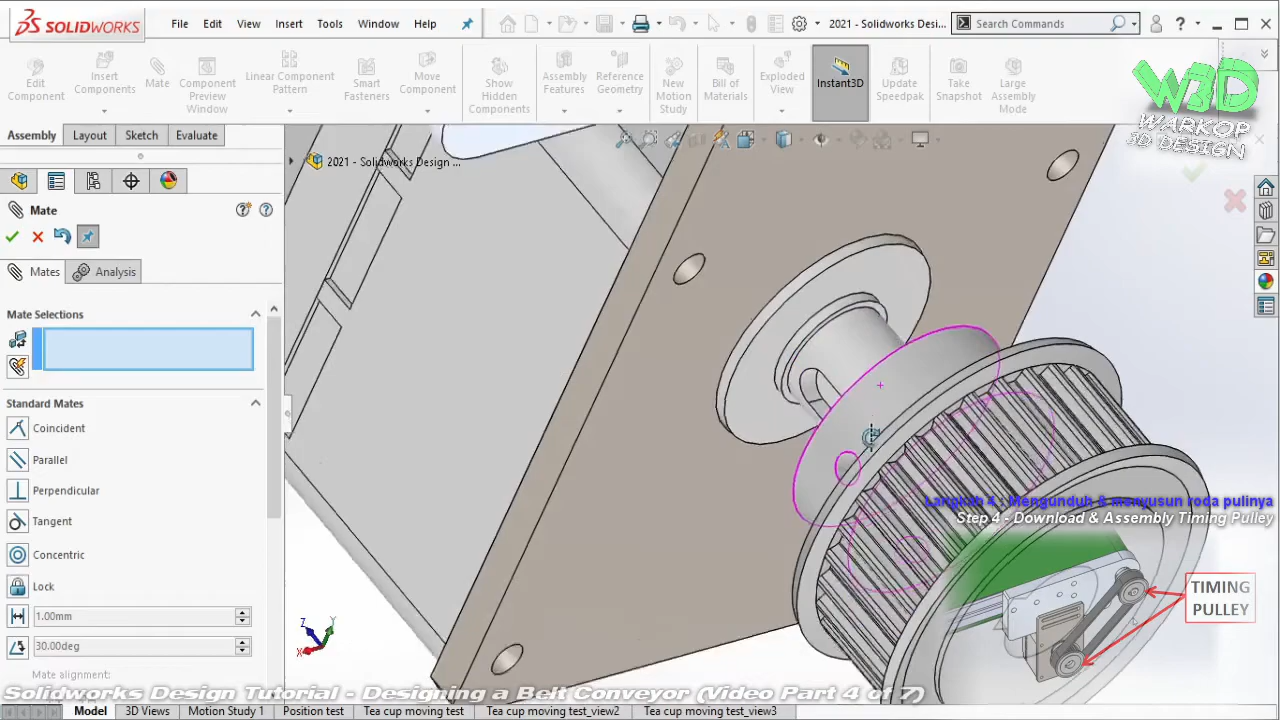 SOLIDWORKS
File Edit View Insert Tools Window Help
2021 - Solidworks Desi...
Search Commands
Edit Component
Insert Components
Mate
Component Preview Window
Linear Component Pattern
Smart Fasteners
Move Component
Show Hidden Components
Assembly Features
Reference Geometry
New Motion Study
Bill of Materials
Exploded View
Instant3D
Update Speedpak
Take Snapshot
Large Assembly Mode
W3D
WARKOP
3D DESIGN
Assembly Layout Sketch Evaluate
2021 - Solidworks Design ...
Mate
Mates Analysis
Mate Selections
Standard Mates
Coincident
Parallel
Perpendicular
Tangent
Concentric
Lock
1.00mm
30.00deg
Mate alignment:
Z Y X
Langkah 4 : Mengunduh & menyusun roda pulinya
Step 4 - Download & Assembly Timing Pulley
TIMING
PULLEY
Solidworks Design Tutorial - Designing a Belt Conveyor (Video Part 4 of 7)
Model 3D Views Motion Study 1 Position test Tea cup moving test Tea cup moving test_view2 Tea cup moving test_view3